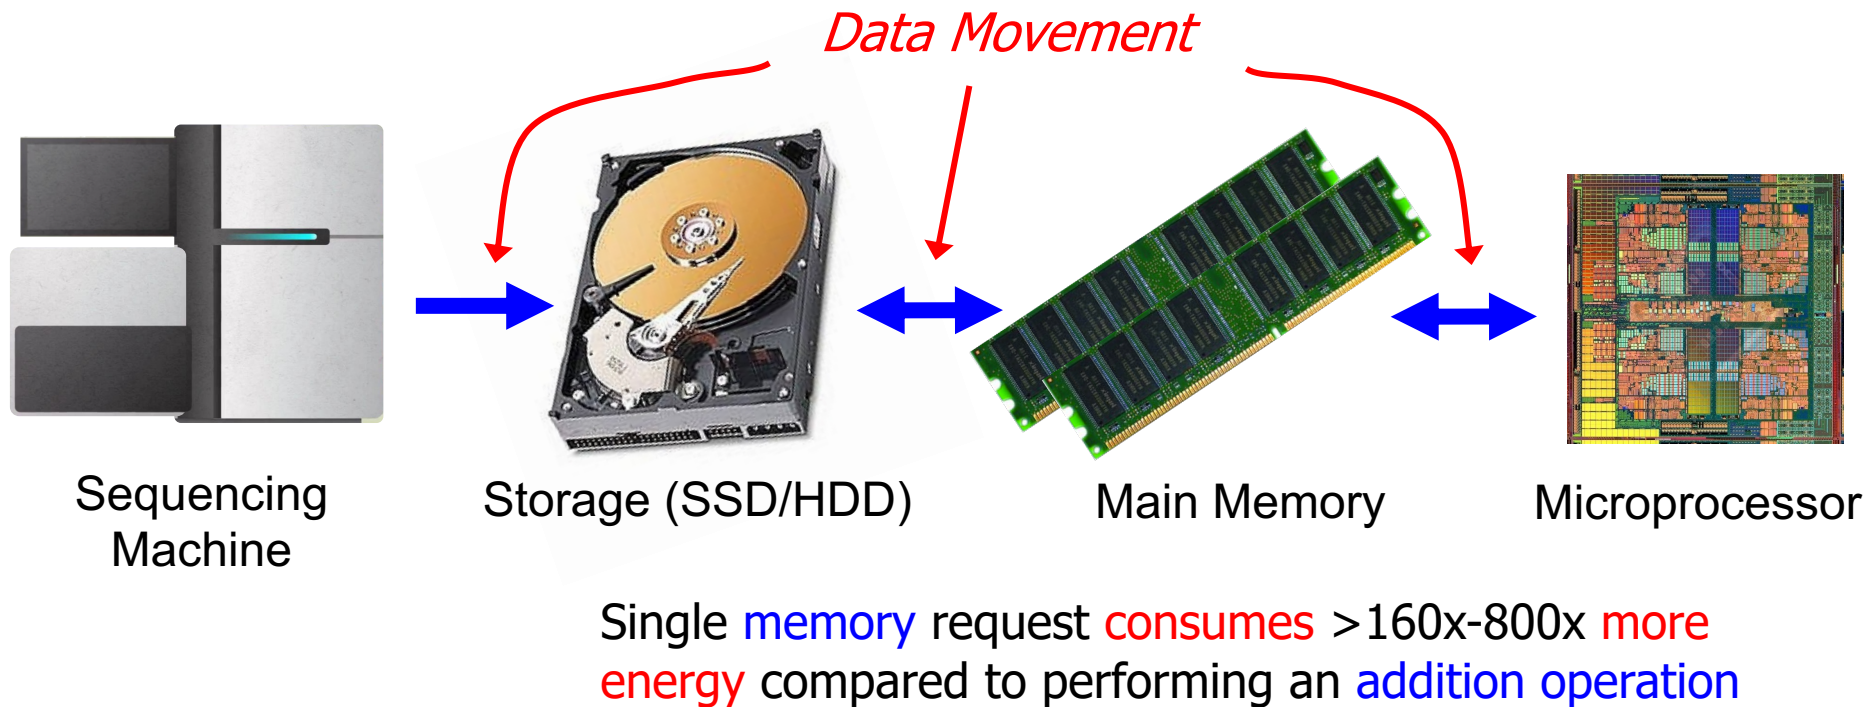 Data Movement
Sequencing
Machine
Storage (SSD/HDD)
Main Memory
Microprocessor
Single memory request consumes >160x-800x more
energy compared to performing an addition operation